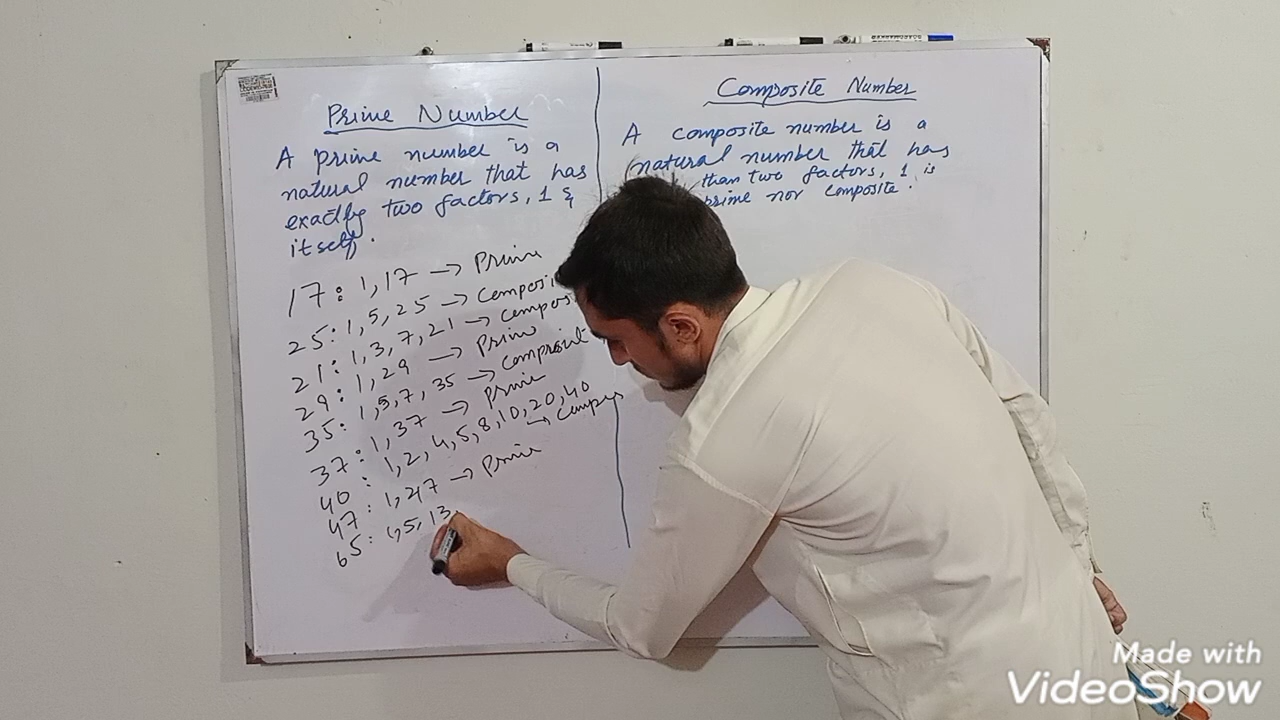 Prime Number
A prime number is a
natural number that has
exactly two factors, 1 &
itself.
17: 1, 17 → Prime
25: 1, 5, 25 → Composi
21: 1, 3, 7, 21 → Compos
29: 1, 29 → Prime
35: 1, 5, 7, 35 →
37: 1, 37 → Prime
40: 1, 2, 4, 5, 8, 10, 20, 40
→
47: 1, 47 → Prime
65: 1, 5, 13,
Composite Number
A composite number is a
natural number that has
than two factors, 1 is
prime nor composite.
Made with
VideoShow